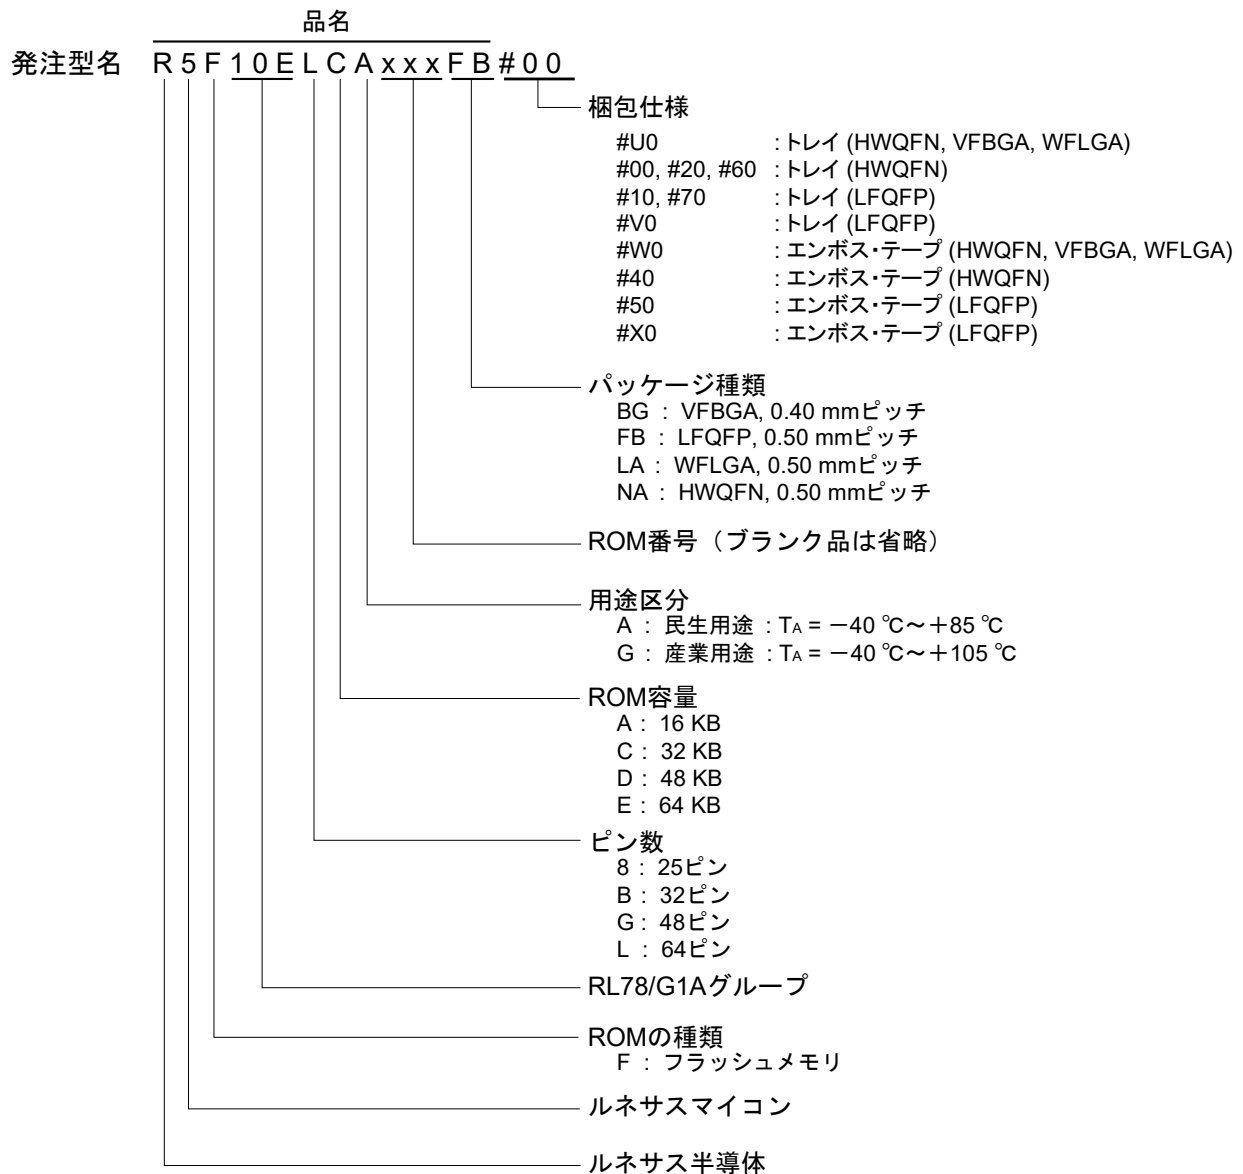 品名
発注型名 R 5 F 1 0 E L C A x x x F B # 0 0
梱包仕様
#U0 : トレイ (HWQFN, VFBGA, WFLGA)
#00, #20, #60 : トレイ (HWQFN)
#10, #70 : トレイ (LFQFP)
#V0 : トレイ (LFQFP)
#W0 : エンボス・テープ (HWQFN, VFBGA, WFLGA)
#40 : エンボス・テープ (HWQFN)
#50 : エンボス・テープ (LFQFP)
#X0 : エンボス・テープ (LFQFP)
パッケージ種類
BG : VFBGA, 0.40 mmピッチ
FB : LFQFP, 0.50 mmピッチ
LA : WFLGA, 0.50 mmピッチ
NA : HWQFN, 0.50 mmピッチ
ROM番号（ブランク品は省略）
用途区分
A : 民生用途 : TA = －40 ℃～＋85 ℃
G : 産業用途 : TA = －40 ℃～＋105 ℃
ROM容量
A : 16 KB
C : 32 KB
D : 48 KB
E : 64 KB
ピン数
8 : 25ピン
B : 32ピン
G : 48ピン
L : 64ピン
RL78/G1Aグループ
ROMの種類
F : フラッシュメモリ
ルネサスマイコン
ルネサス半導体